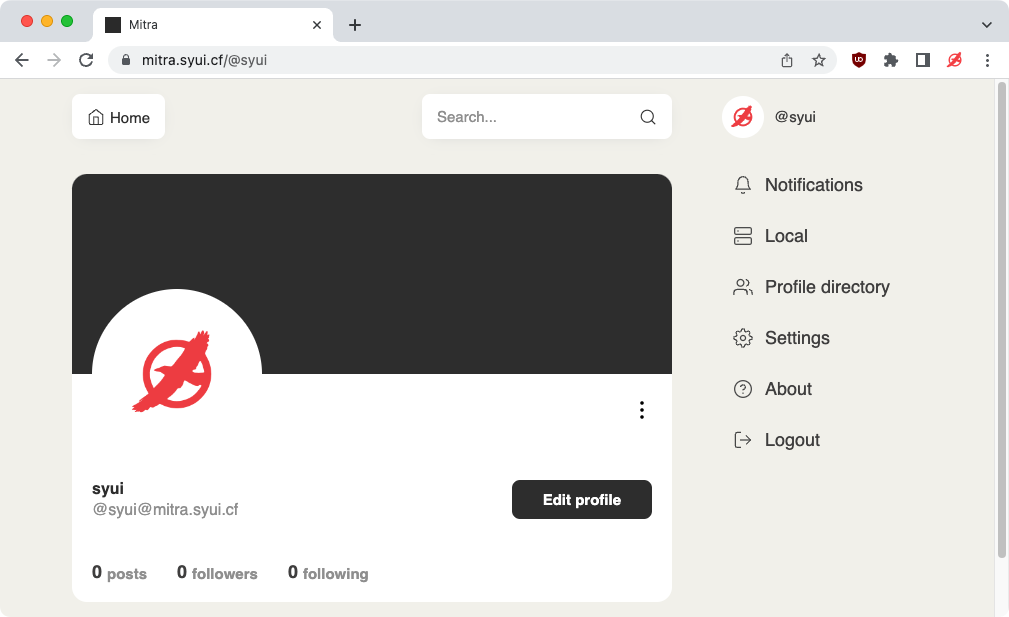 Mitra
mitra.syui.cf/@syui
Home
Search...
@syui
Notifications
Local
Profile directory
Settings
About
Logout
syui
@syui@mitra.syui.cf
Edit profile
0 posts 0 followers 0 following